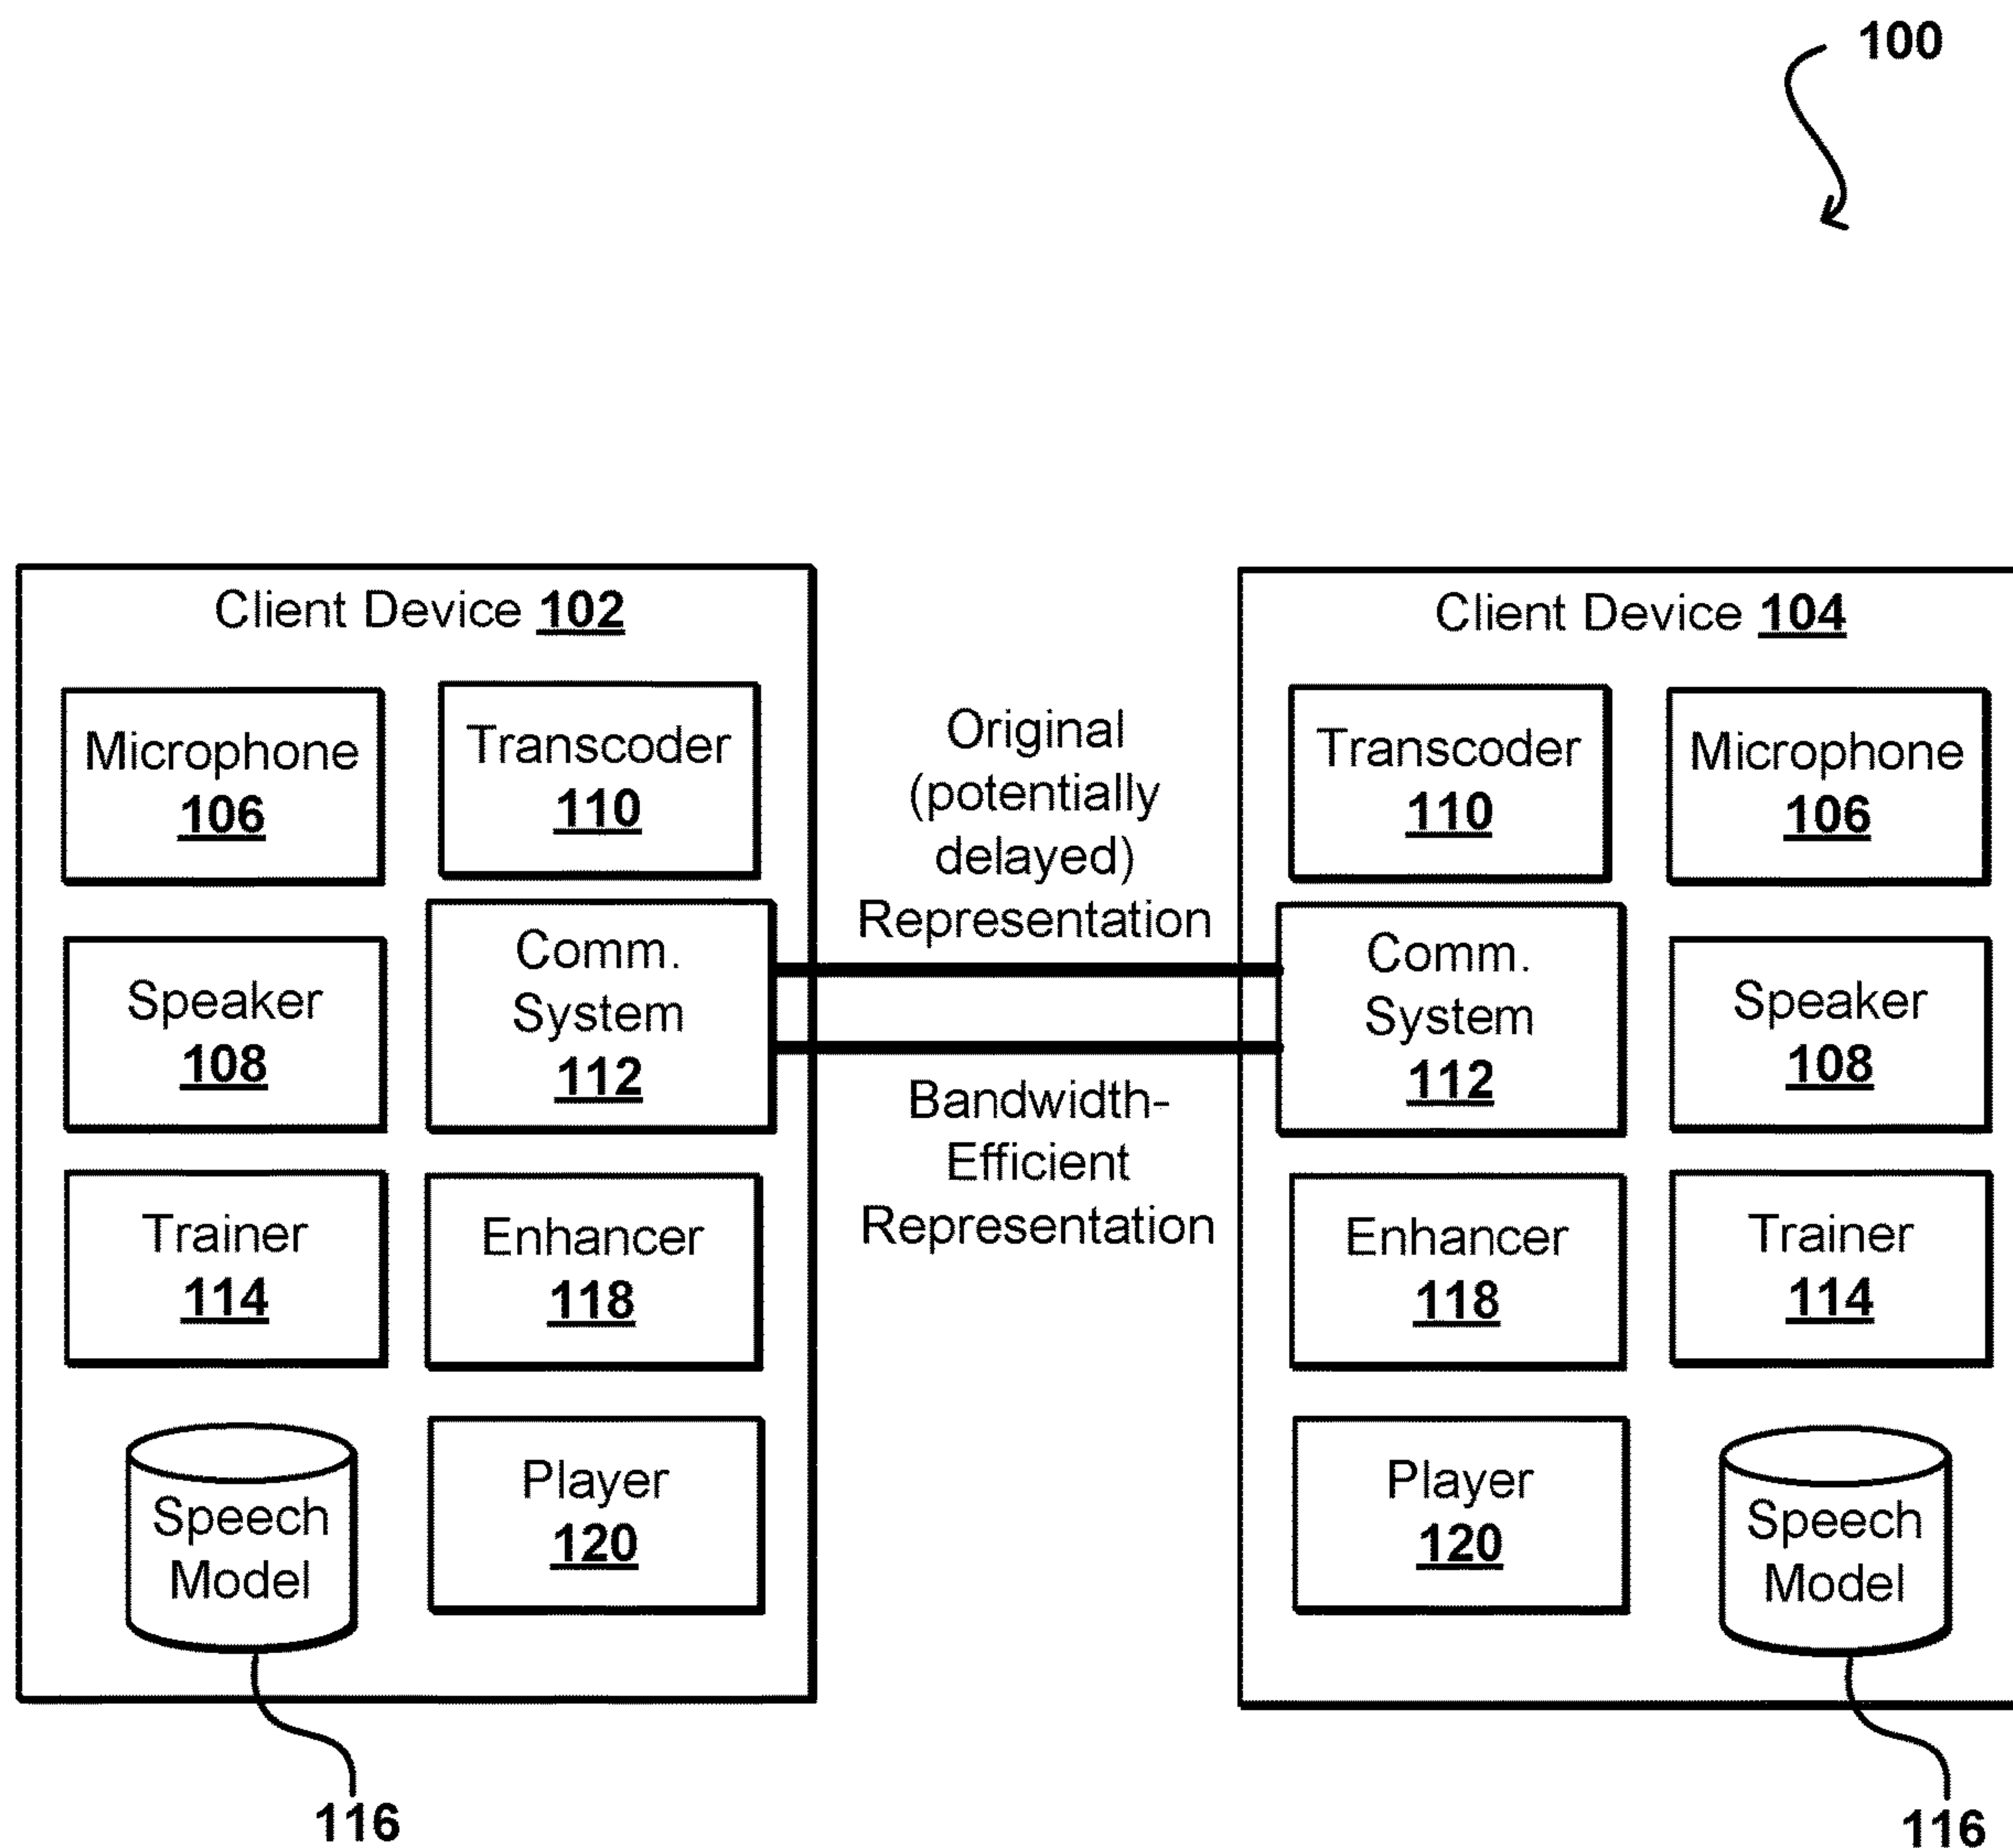 100
Client Device 102
Microphone
106
Transcoder
110
Speaker
108
Comm.
System
112
Trainer
114
Enhancer
118
Speech
Model
Player
120
116
Original
(potentially
delayed)
Representation
Bandwidth-
Efficient
Representation
Client Device 104
Transcoder
110
Microphone
106
Comm.
System
112
Speaker
108
Enhancer
118
Trainer
114
Player
120
Speech
Model
116